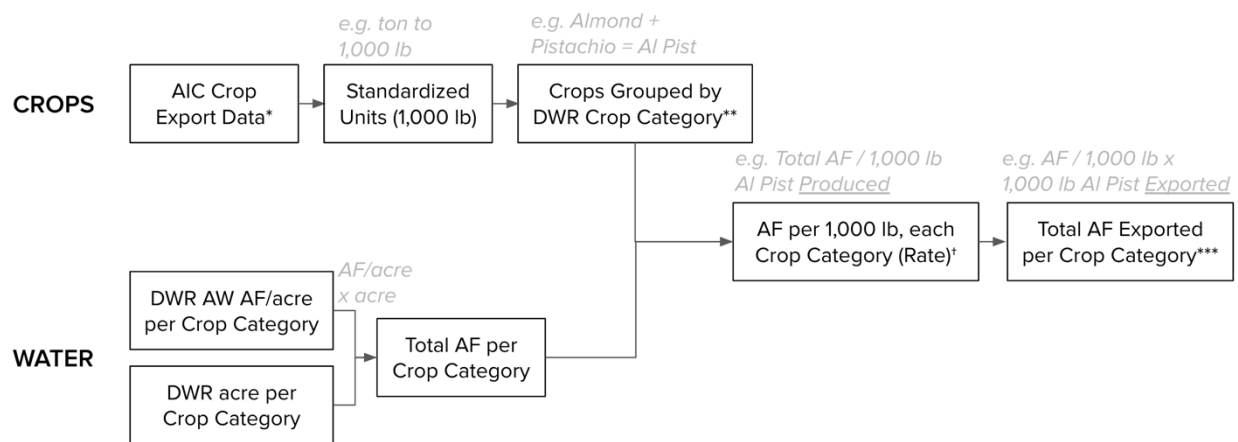 e.g. ton to
1,000 lb
e.g. Almond +
Pistachio = Al Pist
CROPS
AIC Crop
Export Data*
Standardized
Units (1,000 lb)
Crops Grouped by
DWR Crop Category**
e.g. Total AF / 1,000 lb
Al Pist Produced
e.g. AF / 1,000 lb x
1,000 lb Al Pist Exported
AF per 1,000 lb, each
Crop Category (Rate)†
Total AF Exported
per Crop Category***
WATER
DWR AW AF/acre
per Crop Category
AF/acre
x acre
DWR acre per
Crop Category
Total AF per
Crop Category